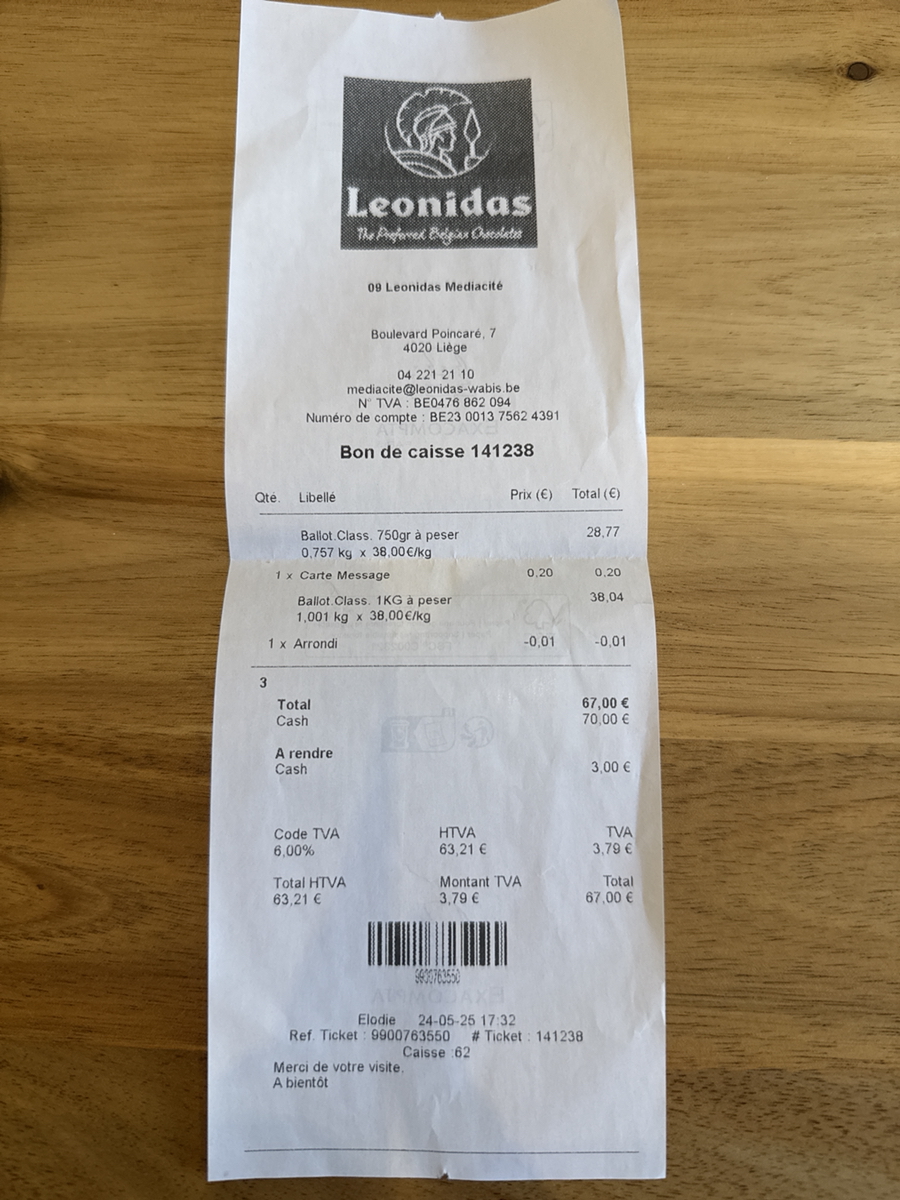 Leonidas
The Preferred Belgian Chocolates
09 Leonidas Mediacité
Boulevard Poincaré, 7
4020 Liège
04 221 21 10
mediacite@leonidas-wabis.be
N° TVA : BE0476 862 094
Numéro de compte : BE23 0013 7562 4391
EXACOMPTA
Bon de caisse 141238
Qté. Libellé Prix (€) Total (€)
Ballot.Class. 750gr à peser 28,77
0,757 kg x 38,00€/kg
1 x Carte Message 0,20 0,20
Ballot.Class. 1KG à peser 38,04
1,001 kg x 38,00€/kg
1 x Arrondi -0,01 -0,01
3
Total 67,00 €
Cash 70,00 €
A rendre
Cash 3,00 €
Code TVA HTVA TVA
6,00% 63,21 € 3,79 €
Total HTVA Montant TVA Total
63,21 € 3,79 € 67,00 €
9900763550
EXACOMPTA
Elodie 24-05-25 17:32
Ref. Ticket : 9900763550 # Ticket : 141238
Caisse :62
Merci de votre visite.
A bientôt